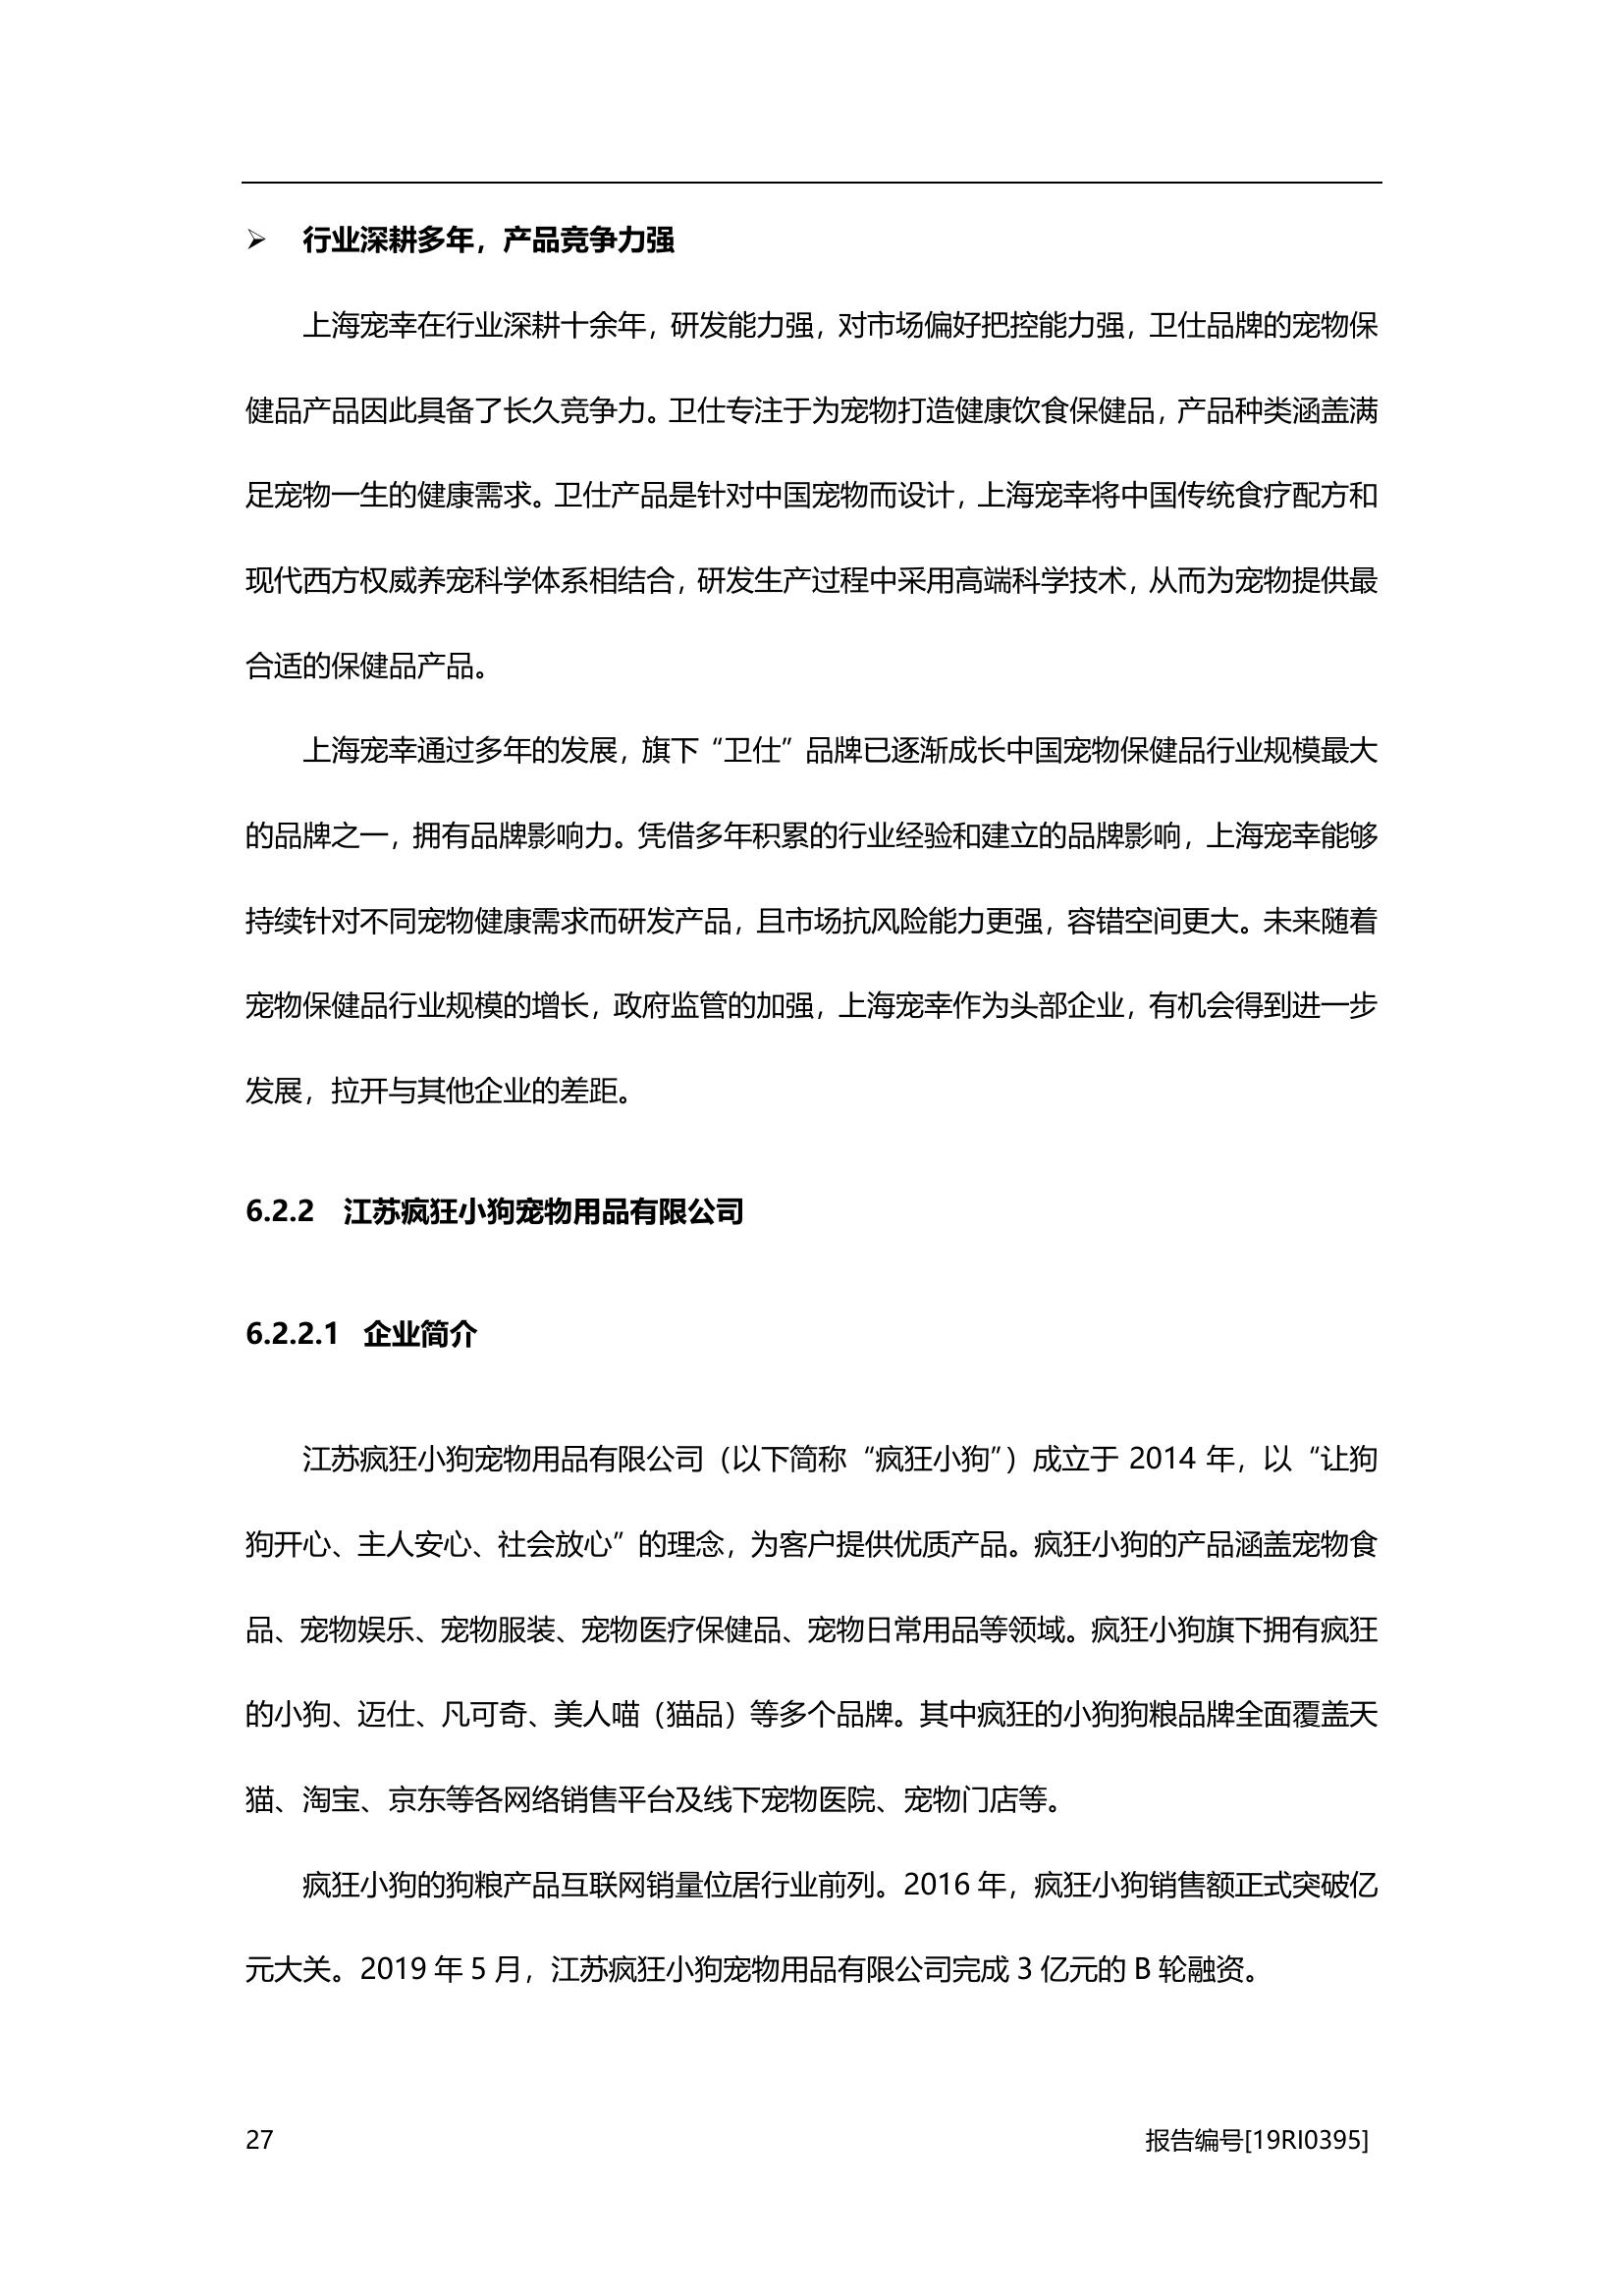 ➢ 行业深耕多年，产品竞争力强
上海宠幸在行业深耕十余年，研发能力强，对市场偏好把控能力强，卫仕品牌的宠物保
健品产品因此具备了长久竞争力。卫仕专注于为宠物打造健康饮食保健品，产品种类涵盖满
足宠物一生的健康需求。卫仕产品是针对中国宠物而设计，上海宠幸将中国传统食疗配方和
现代西方权威养宠科学体系相结合，研发生产过程中采用高端科学技术，从而为宠物提供最
合适的保健品产品。
上海宠幸通过多年的发展，旗下“卫仕”品牌已逐渐成长中国宠物保健品行业规模最大
的品牌之一，拥有品牌影响力。凭借多年积累的行业经验和建立的品牌影响，上海宠幸能够
持续针对不同宠物健康需求而研发产品，且市场抗风险能力更强，容错空间更大。未来随着
宠物保健品行业规模的增长，政府监管的加强，上海宠幸作为头部企业，有机会得到进一步
发展，拉开与其他企业的差距。
6.2.2 江苏疯狂小狗宠物用品有限公司
6.2.2.1 企业简介
江苏疯狂小狗宠物用品有限公司（以下简称“疯狂小狗”）成立于 2014 年，以“让狗
狗开心、主人安心、社会放心”的理念，为客户提供优质产品。疯狂小狗的产品涵盖宠物食
品、宠物娱乐、宠物服装、宠物医疗保健品、宠物日常用品等领域。疯狂小狗旗下拥有疯狂
的小狗、迈仕、凡可奇、美人喵（猫品）等多个品牌。其中疯狂的小狗狗粮品牌全面覆盖天
猫、淘宝、京东等各网络销售平台及线下宠物医院、宠物门店等。
疯狂小狗的狗粮产品互联网销量位居行业前列。2016 年，疯狂小狗销售额正式突破亿
元大关。2019 年 5 月，江苏疯狂小狗宠物用品有限公司完成 3 亿元的 B 轮融资。
27 报告编号[19RI0395]